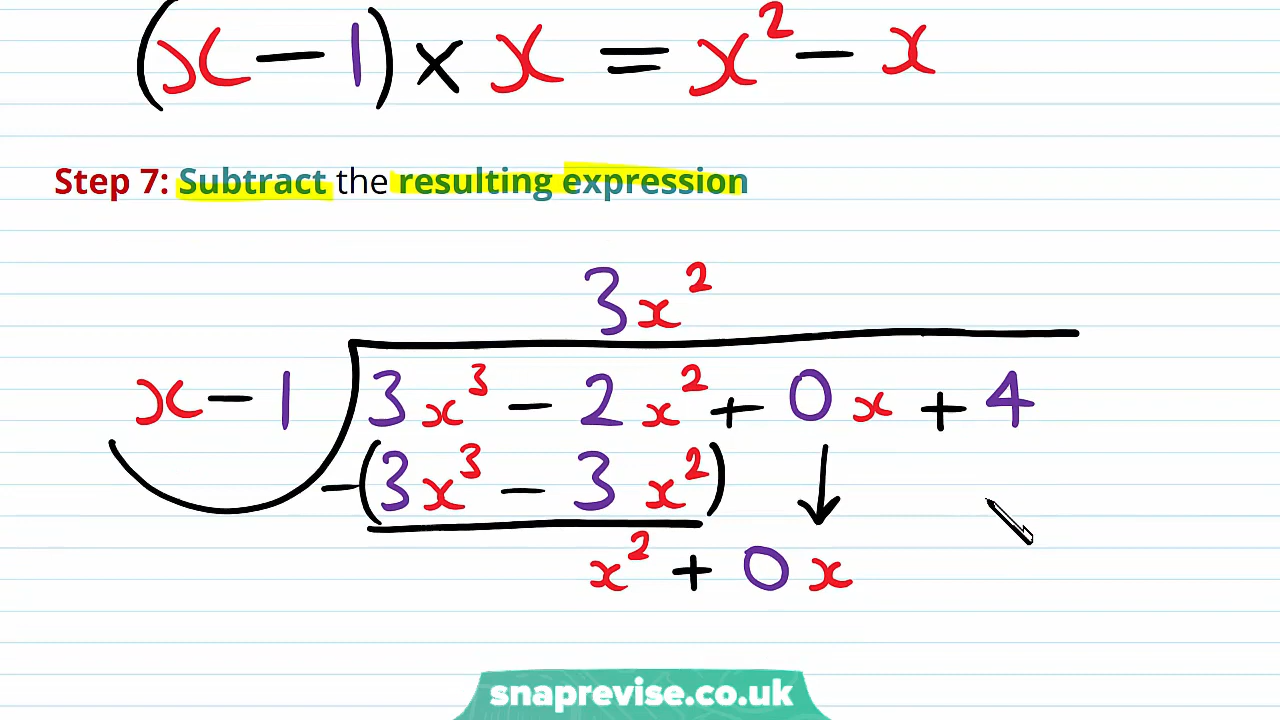 (x − 1) × x = x² − x
Step 7: Subtract the resulting expression
3x²
x − 1 3x³ − 2x² + 0x + 4
−(3x³ − 3x²)
x² + 0x
snaprevise.co.uk